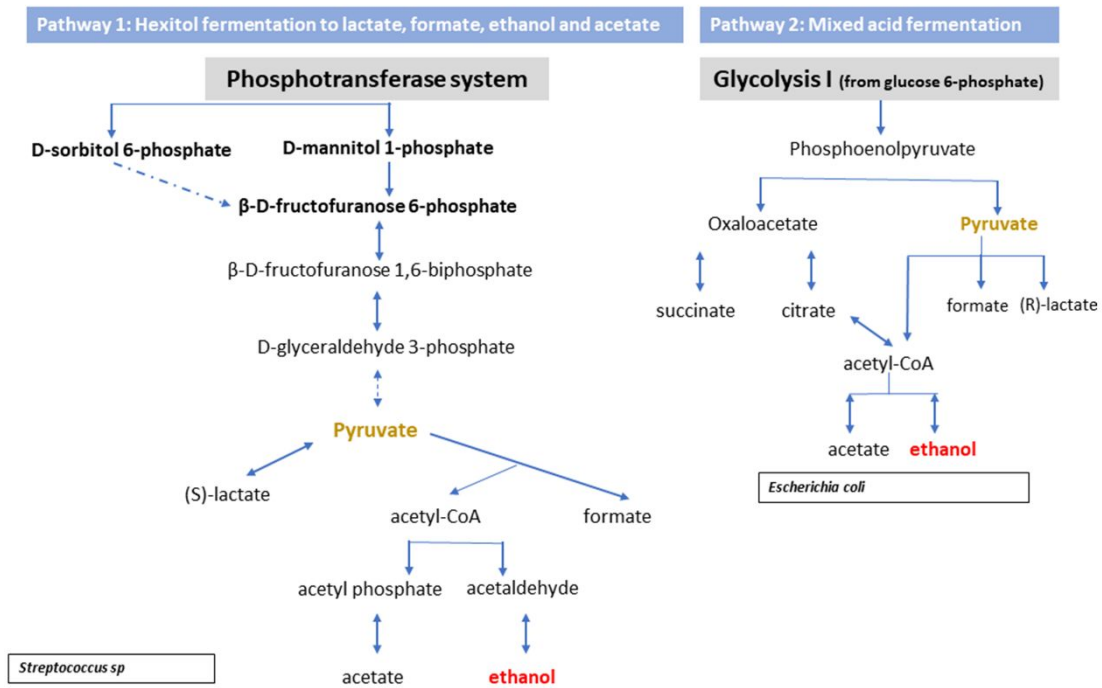 Pathway 1: Hexitol fermentation to lactate, formate, ethanol and acetate
Phosphotransferase system
D-sorbitol 6-phosphate
D-mannitol 1-phosphate
β-D-fructofuranose 6-phosphate
β-D-fructofuranose 1,6-biphosphate
D-glyceraldehyde 3-phosphate
Pyruvate
(S)-lactate
acetyl-CoA
formate
acetyl phosphate
acetaldehyde
acetate
ethanol
Streptococcus sp
Pathway 2: Mixed acid fermentation
Glycolysis I (from glucose 6-phosphate)
Phosphoenolpyruvate
Oxaloacetate
Pyruvate
succinate
citrate
formate
(R)-lactate
acetyl-CoA
acetate
ethanol
Escherichia coli